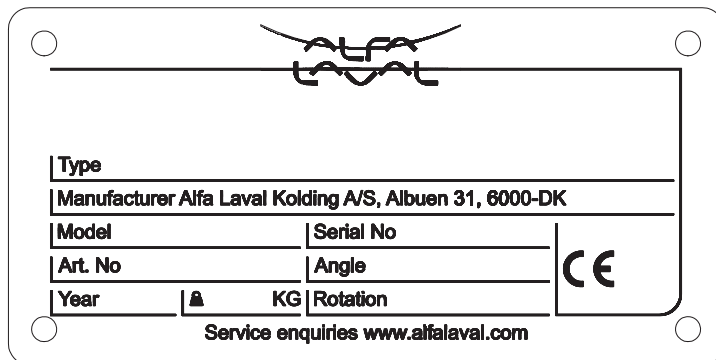 ALFA
LAVAL
Type
Manufacturer Alfa Laval Kolding A/S, Albuen 31, 6000-DK
Model Serial No
Art. No Angle
Year KG Rotation
CE
Service enquiries www.alfalaval.com